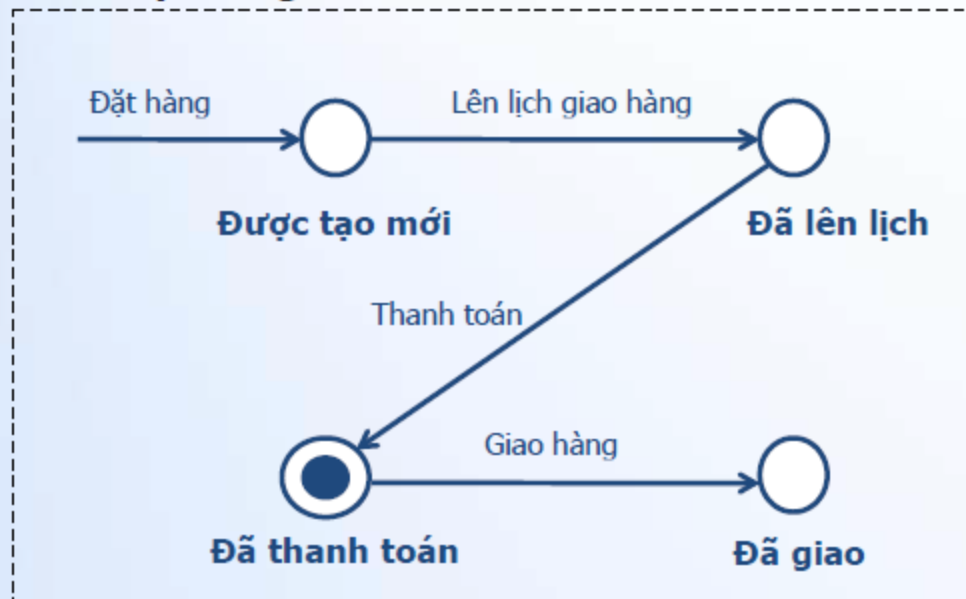 Đặt hàng
Lên lịch giao hàng
Được tạo mới
Đã lên lịch
Thanh toán
Giao hàng
Đã thanh toán
Đã giao